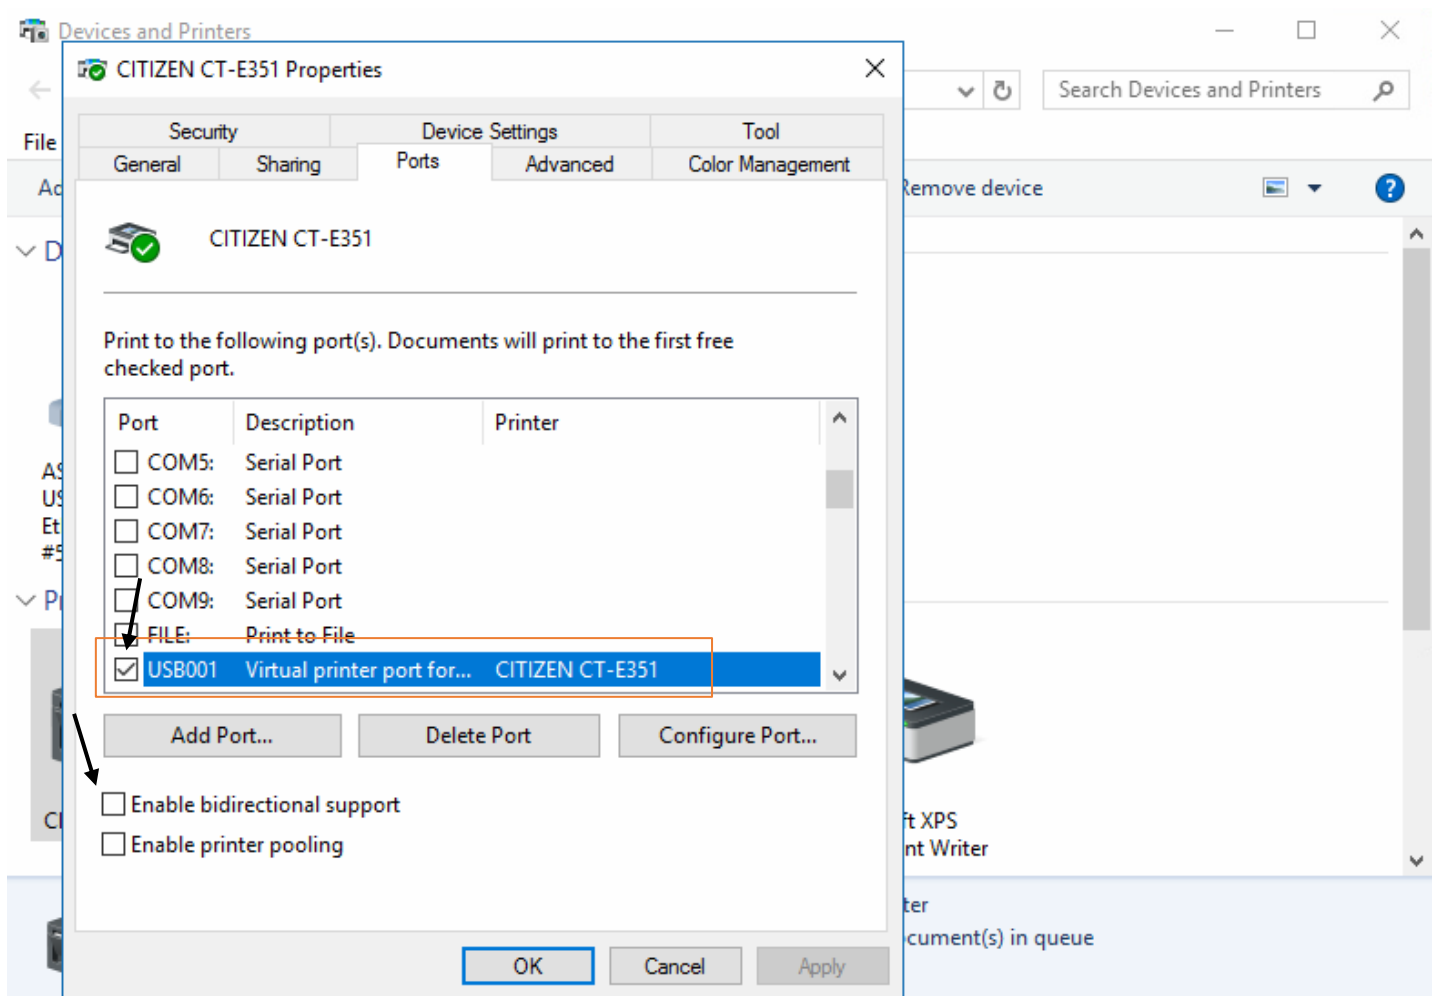 Devices and Printers
CITIZEN CT-E351 Properties
Search Devices and Printers
File
Security Device Settings Tool
General Sharing Ports Advanced Color Management
Remove device
CITIZEN CT-E351
Print to the following port(s). Documents will print to the first free
checked port.
Port Description Printer
COM5: Serial Port
COM6: Serial Port
COM7: Serial Port
COM8: Serial Port
COM9: Serial Port
FILE: Print to File
USB001 Virtual printer port for... CITIZEN CT-E351
Add Port... Delete Port Configure Port...
Enable bidirectional support
Enable printer pooling
XPS
Writer
document(s) in queue
OK Cancel Apply